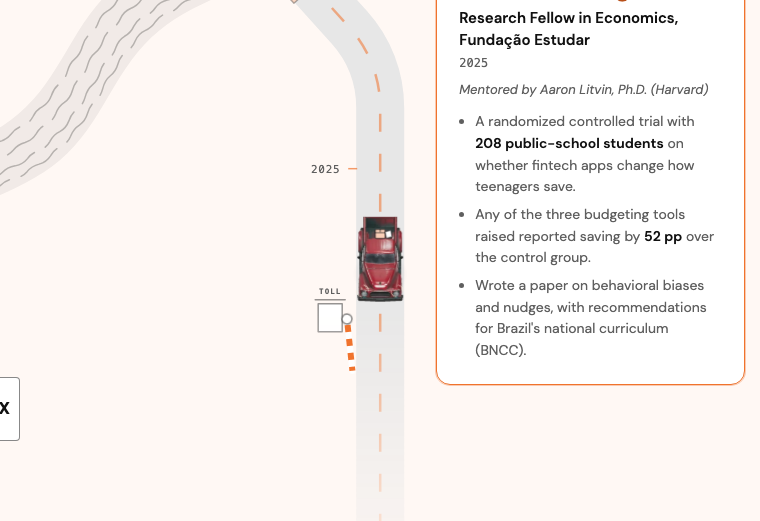 Research Fellow in Economics,
Fundação Estudar
2025
Mentored by Aaron Litvin, Ph.D. (Harvard)
• A randomized controlled trial with
208 public-school students on
whether fintech apps change how
teenagers save.
• Any of the three budgeting tools
raised reported saving by 52 pp over
the control group.
• Wrote a paper on behavioral biases
and nudges, with recommendations
for Brazil's national curriculum
(BNCC).
2025
TOLL
X